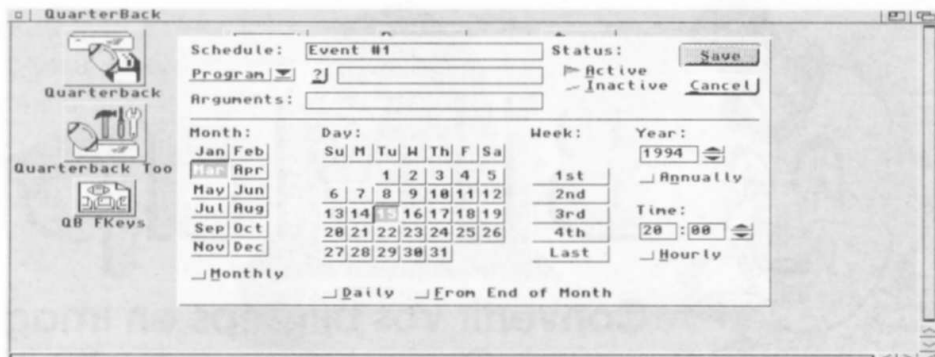 QuarterBack
Schedule: Event #1
Status:
Save
Program
?
Active
Inactive
Cancel
Arguments:
Quarterback
Quarterback Too
QB FKeys
Month:
Jan Feb
Mar Apr
May Jun
Jul Aug
Sep Oct
Nov Dec
Monthly
Day:
Su M Tu W Th F Sa
1 2 3 4 5
6 7 8 9 10 11 12
13 14 15 16 17 18 19
20 21 22 23 24 25 26
27 28 29 30 31
Daily
From End of Month
Week:
1st
2nd
3rd
4th
Last
Year:
1994
Annually
Time:
20 : 00
Hourly